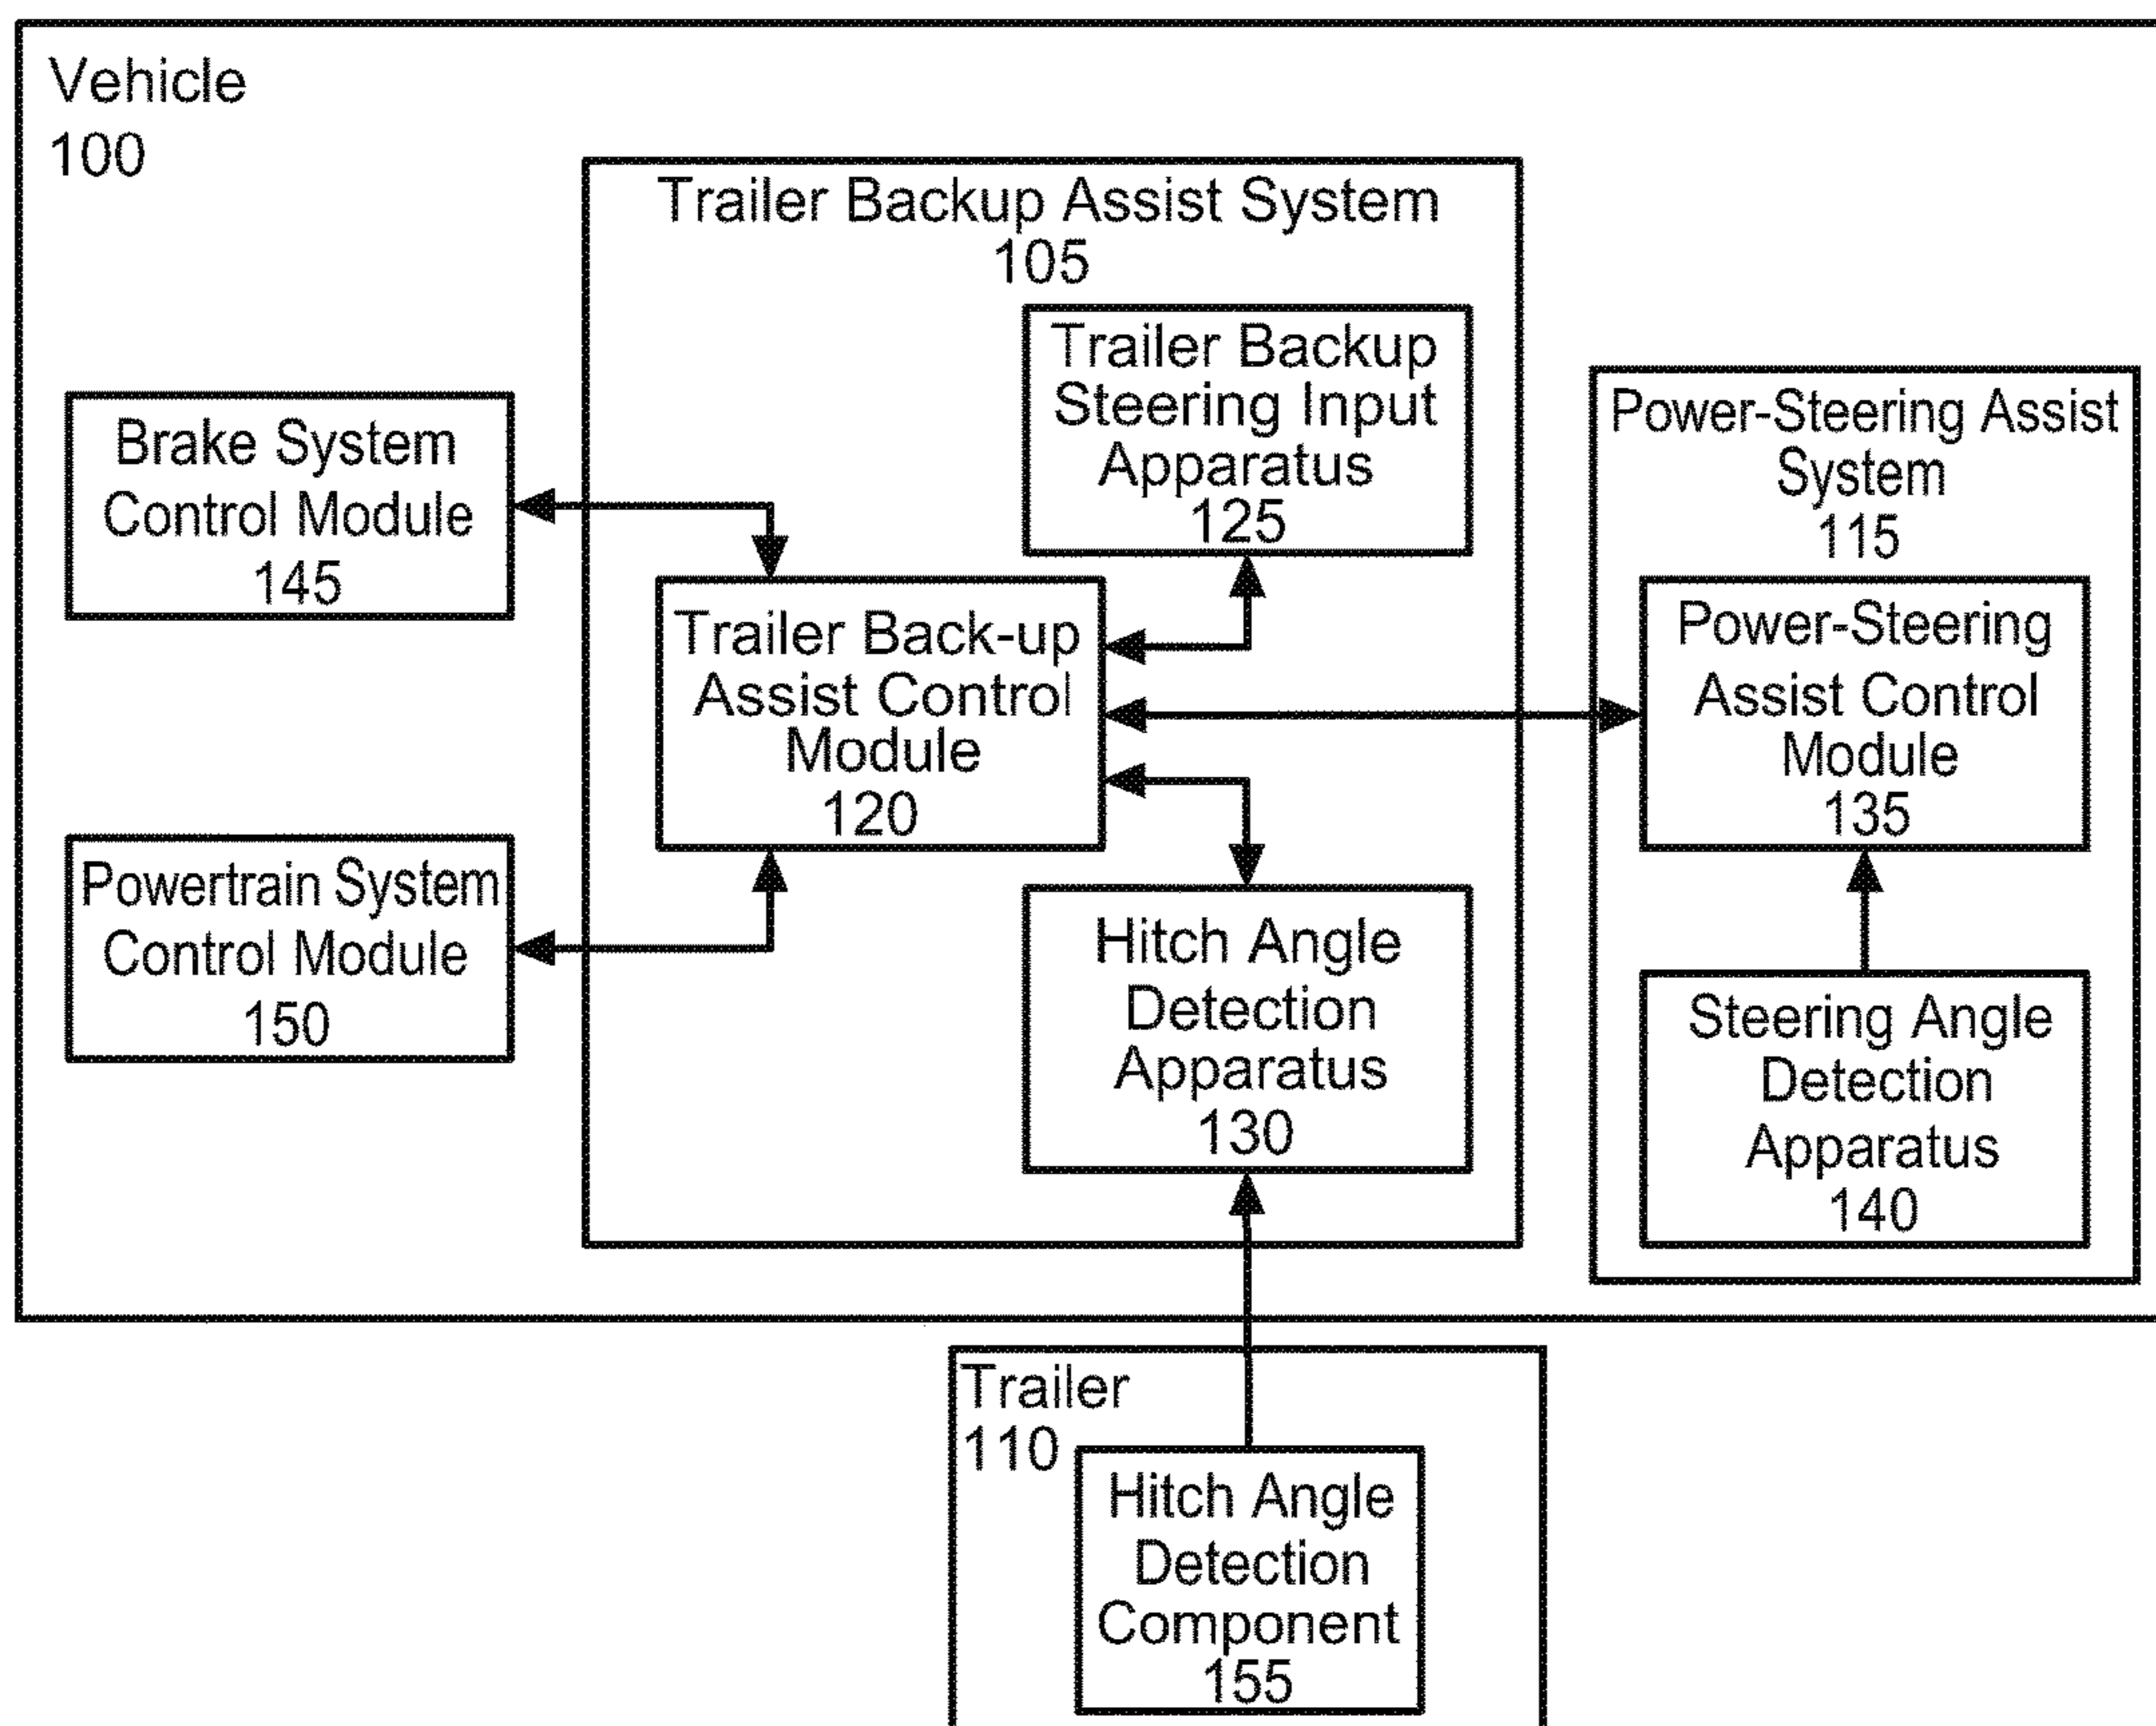 Vehicle
100
Trailer Backup Assist System
105
Trailer Backup
Steering Input
Apparatus
125
Brake System
Control Module
145
Trailer Back-up
Assist Control
Module
120
Power-Steering Assist
System
115
Power-Steering
Assist Control
Module
135
Powertrain System
Control Module
150
Hitch Angle
Detection
Apparatus
130
Steering Angle
Detection
Apparatus
140
Trailer
110
Hitch Angle
Detection
Component
155